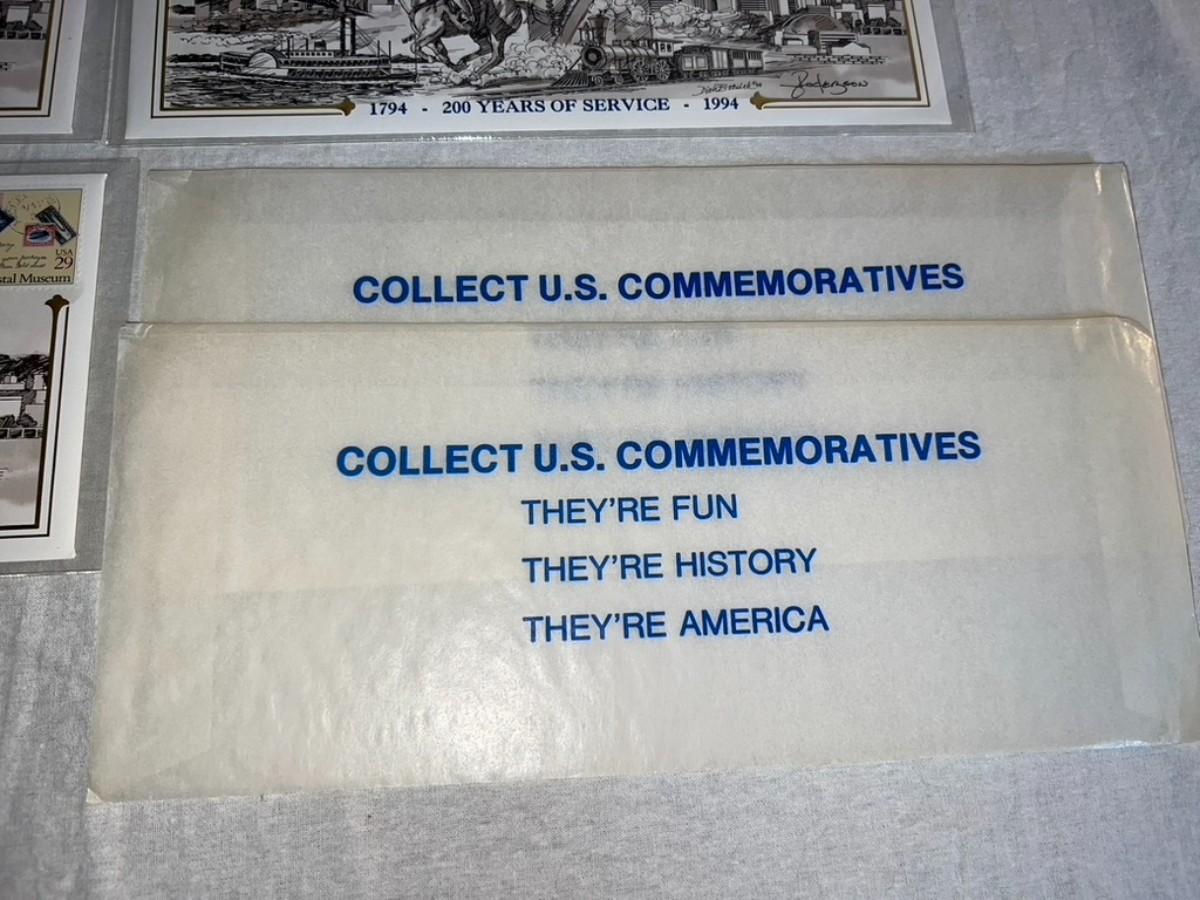 1794 - 200 YEARS OF SERVICE - 1994
USA
29
stal Museum
COLLECT U.S. COMMEMORATIVES
COLLECT U.S. COMMEMORATIVES
THEY'RE FUN
THEY'RE HISTORY
THEY'RE AMERICA